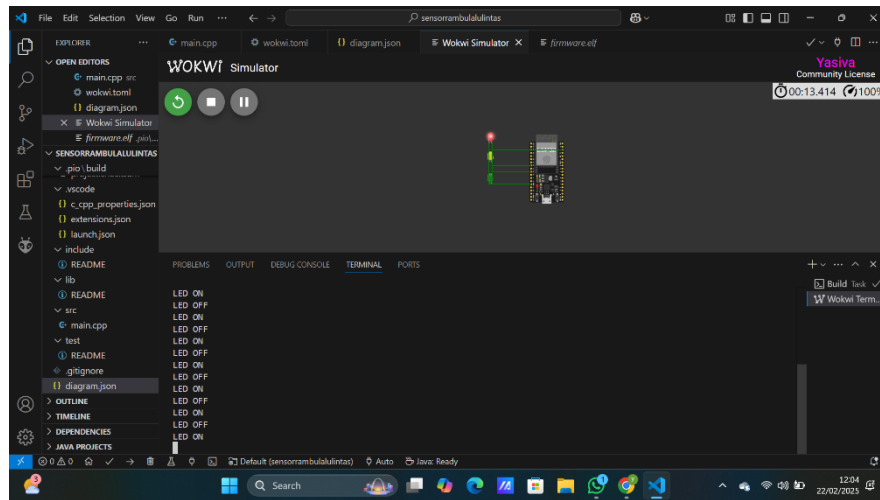 File Edit Selection View Go Run ··· sensorrambulalulintas
EXPLORER ···
main.cpp wokwi.toml {} diagram.json Wokwi Simulator firmware.elf
OPEN EDITORS
main.cpp src
wokwi.toml
{} diagram.json
Wokwi Simulator
firmware.elf .pio\...
SENSORRAMBULALULINTAS
.pio \ build
.vscode
{} c_cpp_properties.json
{} extensions.json
{} launch.json
include
README
lib
README
src
main.cpp
test
README
.gitignore
{} diagram.json
OUTLINE
TIMELINE
DEPENDENCIES
JAVA PROJECTS
WOKWI Simulator
Yasiva
Community License
00:13.414 100%
PROBLEMS OUTPUT DEBUG CONSOLE TERMINAL PORTS
Build Task
Wokwi Term...
LED ON
LED OFF
LED ON
LED OFF
LED ON
LED OFF
LED ON
LED OFF
LED ON
LED OFF
LED ON
LED OFF
LED ON
0 0 0 Default (sensorrambulalulintas) Auto Java: Ready
Search
12:04
22/02/2025